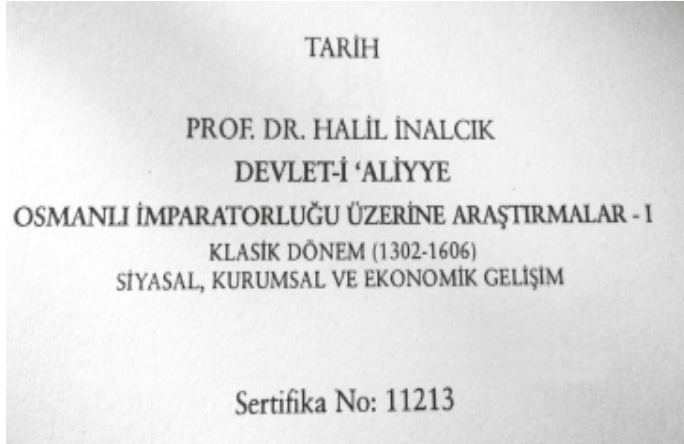 TARİH
PROF. DR. HALİL İNALCIK
DEVLET-İ ‘ALİYYE
OSMANLI İMPARATORLUĞU ÜZERİNE ARAŞTIRMALAR - I
KLASİK DÖNEM (1302-1606)
SİYASAL, KURUMSAL VE EKONOMİK GELİŞİM
Sertifika No: 11213